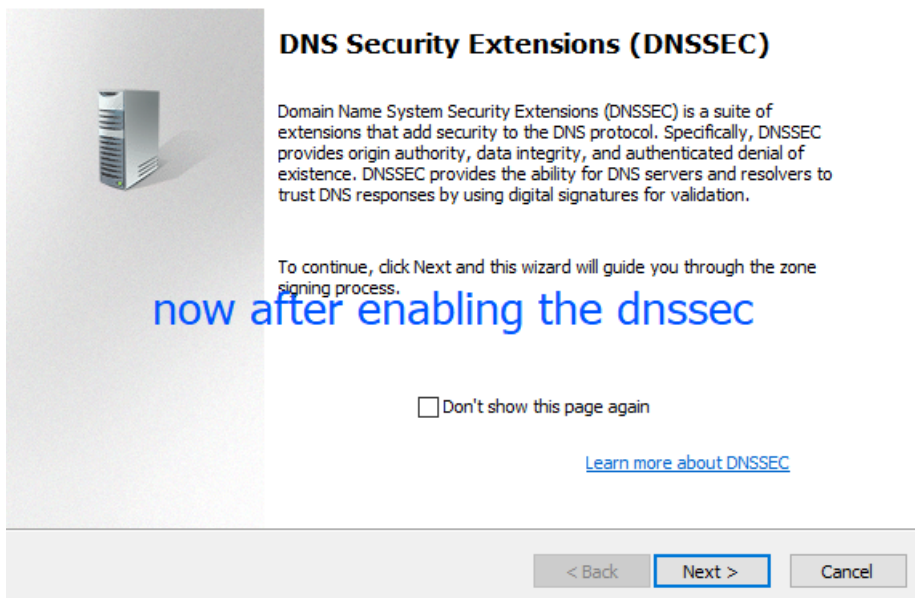 DNS Security Extensions (DNSSEC)
Domain Name System Security Extensions (DNSSEC) is a suite of
extensions that add security to the DNS protocol. Specifically, DNSSEC
provides origin authority, data integrity, and authenticated denial of
existence. DNSSEC provides the ability for DNS servers and resolvers to
trust DNS responses by using digital signatures for validation.
To continue, click Next and this wizard will guide you through the zone
signing process.
now after enabling the dnssec
Don't show this page again
Learn more about DNSSEC
< Back Next > Cancel